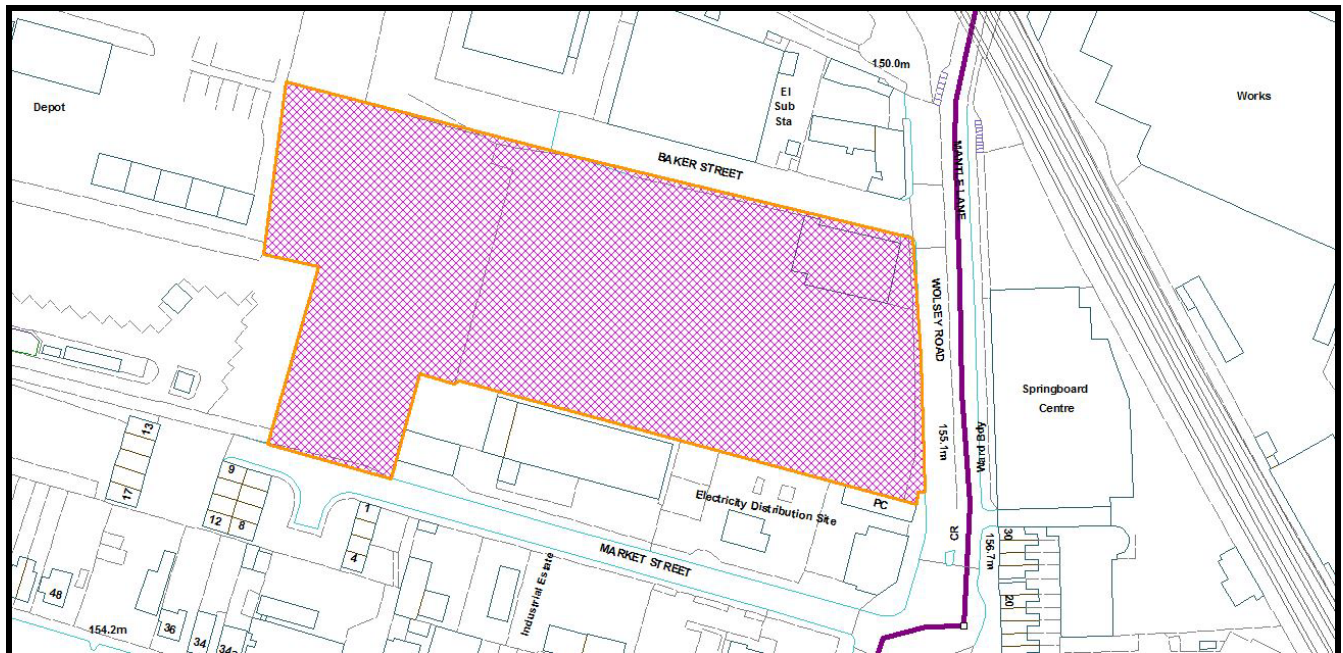 150.0m
Depot
El
Sub
Sta
Works
BAKER STREET
MANTLE LANE
WOLSEY ROAD
Springboard
Centre
155.1m
Ward Bdy
13
17
9
12
8
1
4
Electricity Distribution Site
PC
CR
156.7m
30
20
MARKET STREET
Industrial Estate
48
36
34
154.2m